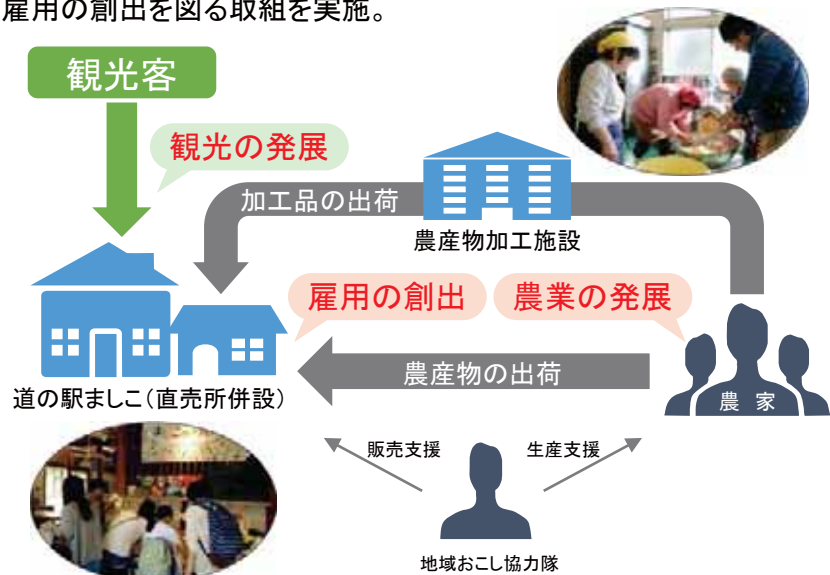 雇用の創出を図る取組を実施。
観光客
観光の発展
加工品の出荷
農産物加工施設
雇用の創出
農業の発展
農産物の出荷
道の駅ましこ（直売所併設）
農 家
販売支援
生産支援
地域おこし協力隊